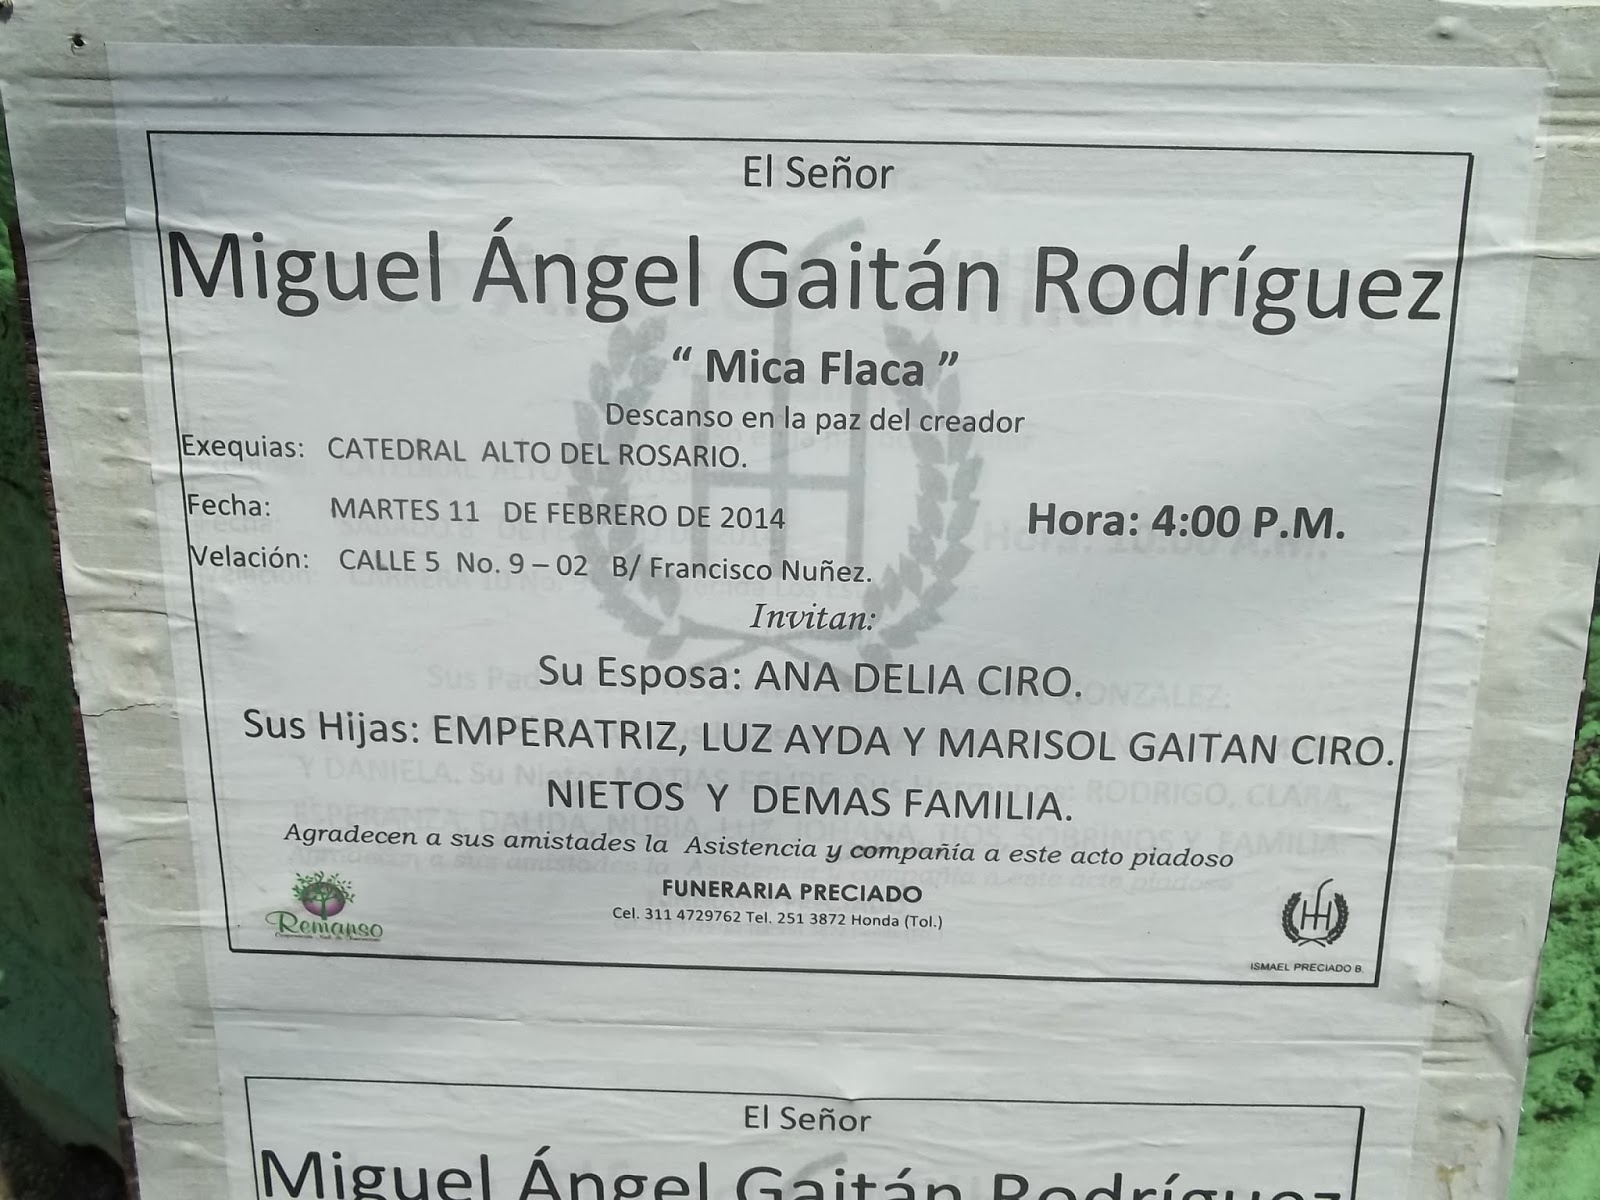 El Señor
Miguel Ángel Gaitán Rodríguez
“ Mica Flaca ”
Descanso en la paz del creador
Exequias: CATEDRAL ALTO DEL ROSARIO.
Fecha: MARTES 11 DE FEBRERO DE 2014 Hora: 4:00 P.M.
Velación: CALLE 5 No. 9 – 02 B/ Francisco Nuñez.
Invitan:
Su Esposa: ANA DELIA CIRO.
Sus Hijas: EMPERATRIZ, LUZ AYDA Y MARISOL GAITAN CIRO.
NIETOS Y DEMAS FAMILIA.
Agradecen a sus amistades la Asistencia y compañía a este acto piadoso
FUNERARIA PRECIADO
Cel. 311 4729762 Tel. 251 3872 Honda (Tol.)
Remanso
ISMAEL PRECIADO B.
El Señor
Miguel Ángel Gaitán Rodríguez